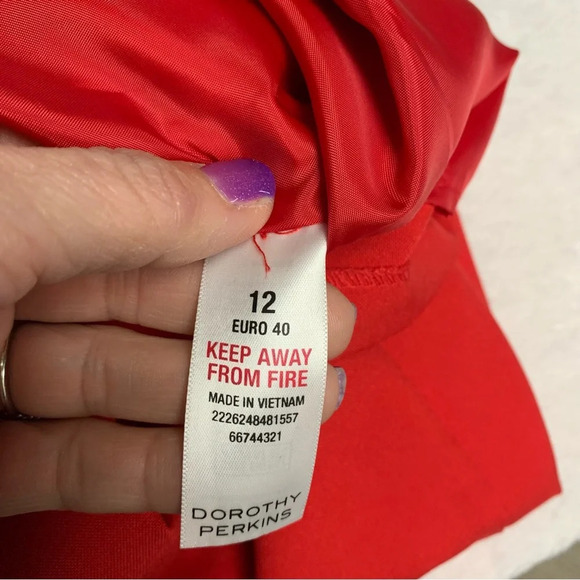 12
EURO 40
KEEP AWAY
FROM FIRE
MADE IN VIETNAM
2226248481557
66744321
DOROTHY
PERKINS